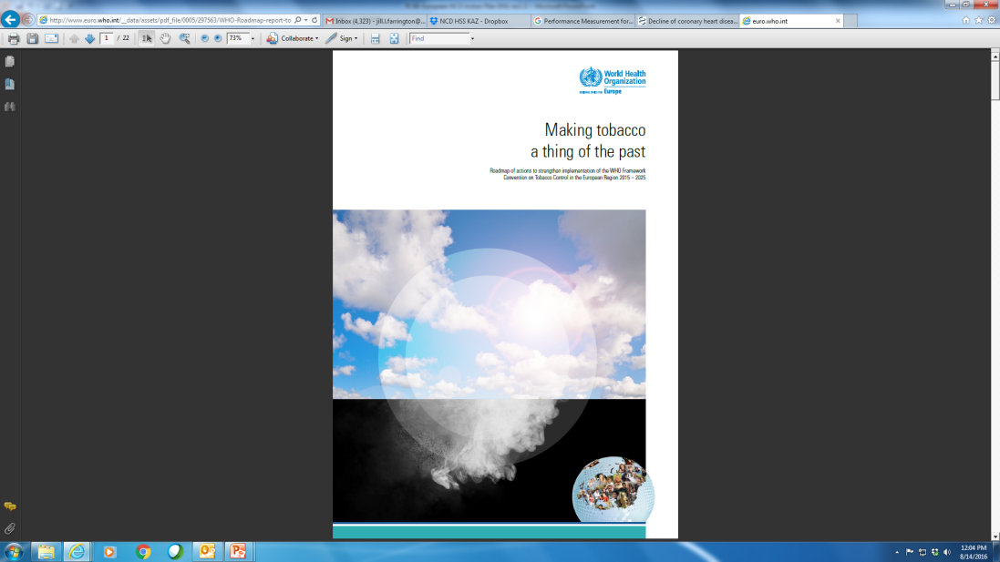 http://www.euro.who.int/__data/assets/pdf_file/0005/297563/WHO-Roadmap-report-to
Inbox (4,323) - jill.l.farrington@...
NCD HSS KAZ - Dropbox
Performance Measurement for...
Decline of coronary heart disea...
euro.who.int
1 / 22
73%
Collaborate
Sign
Find
World Health
Organization
Europe
Making tobacco
a thing of the past
Roadmap of actions to strengthen implementation of the WHO Framework
Convention on Tobacco Control in the European Region 2015 – 2025
12:04 PM
8/14/2016